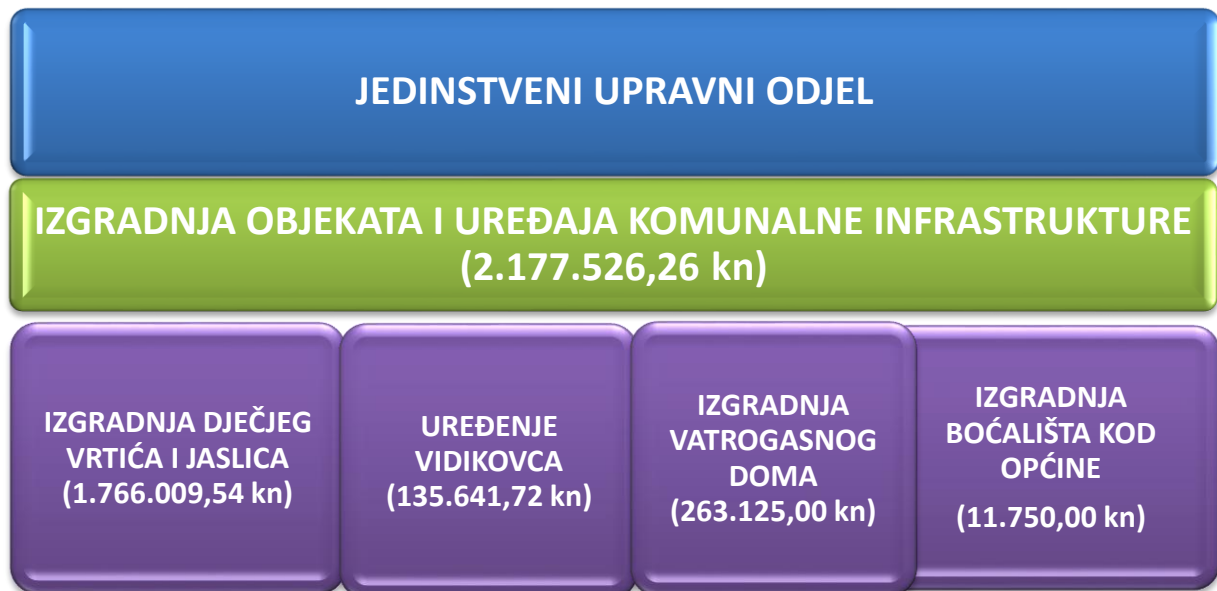 JEDINSTVENI UPRAVNI ODJEL
IZGRADNJA OBJEKATA I UREĐAJA KOMUNALNE INFRASTRUKTURE
(2.177.526,26 kn)
IZGRADNJA DJEČJEG
VRTIĆA I JASLICA
(1.766.009,54 kn)
UREĐENJE
VIDIKOVCA
(135.641,72 kn)
IZGRADNJA
VATROGASNOG
DOMA
(263.125,00 kn)
IZGRADNJA
BOĆALIŠTA KOD
OPĆINE
(11.750,00 kn)